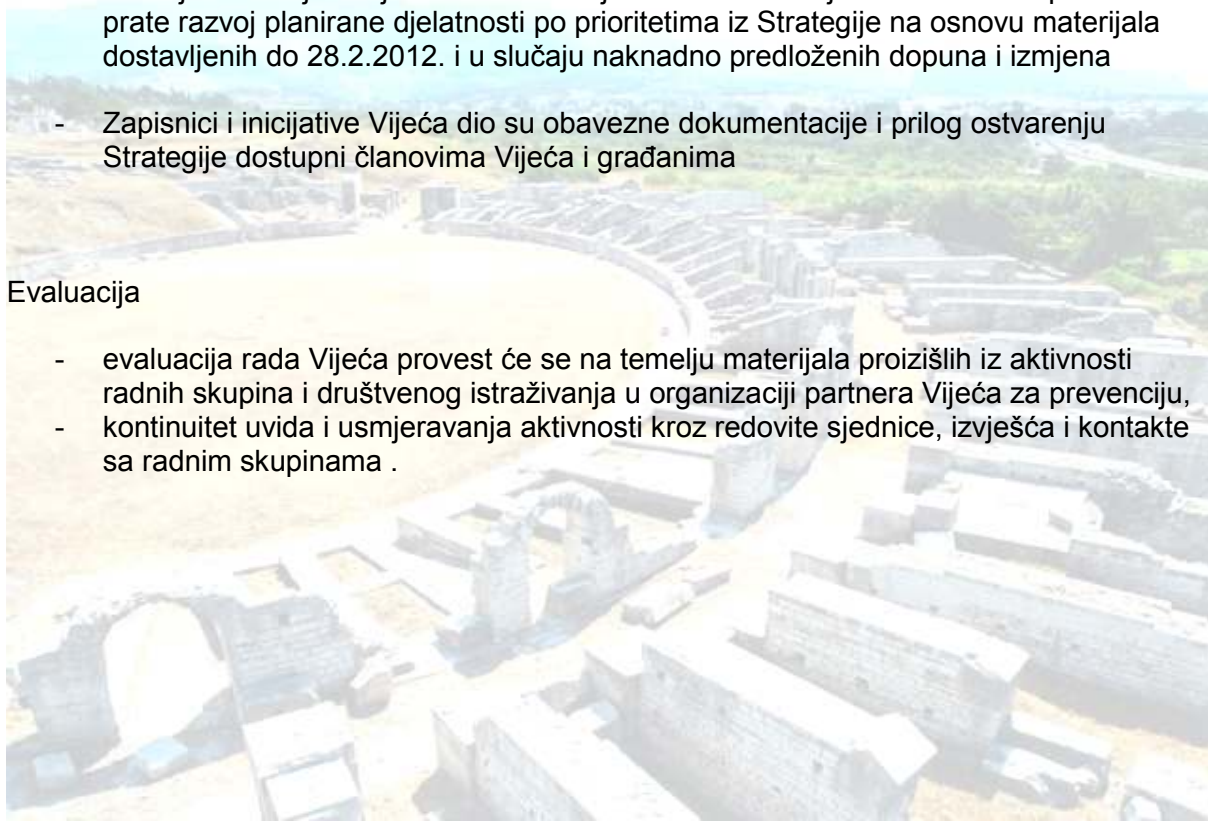 prate razvoj planirane djelatnosti po prioritetima iz Strategije na osnovu materijala
dostavljenih do 28.2.2012. i u slučaju naknadno predloženih dopuna i izmjena
- Zapisnici i inicijative Vijeća dio su obavezne dokumentacije i prilog ostvarenju
Strategije dostupni članovima Vijeća i građanima
Evaluacija
- evaluacija rada Vijeća provest će se na temelju materijala proizišlih iz aktivnosti
radnih skupina i društvenog istraživanja u organizaciji partnera Vijeća za prevenciju,
- kontinuitet uvida i usmjeravanja aktivnosti kroz redovite sjednice, izvješća i kontakte
sa radnim skupinama .